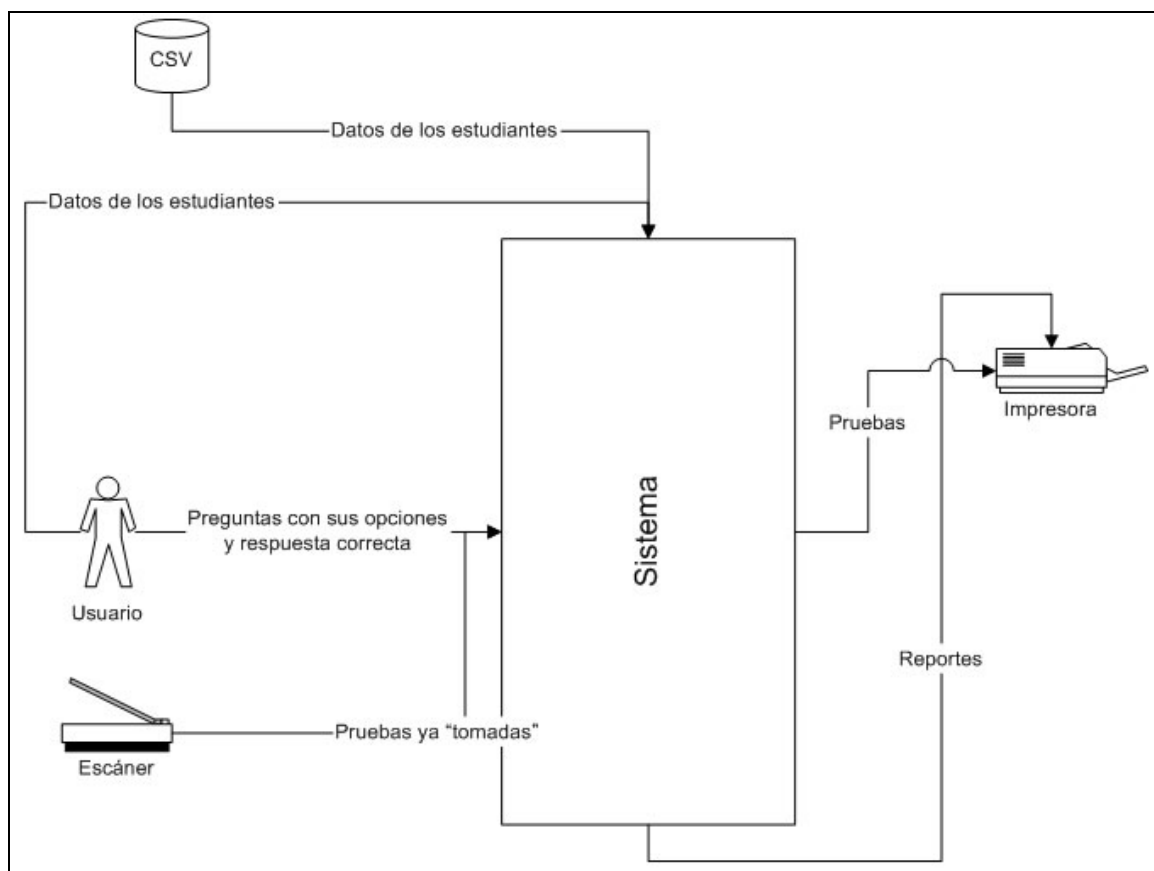 CSV
Datos de los estudiantes
Datos de los estudiantes
Impresora
Pruebas
Sistema
Preguntas con sus opciones
y respuesta correcta
Usuario
Reportes
Pruebas ya “tomadas”
Escáner